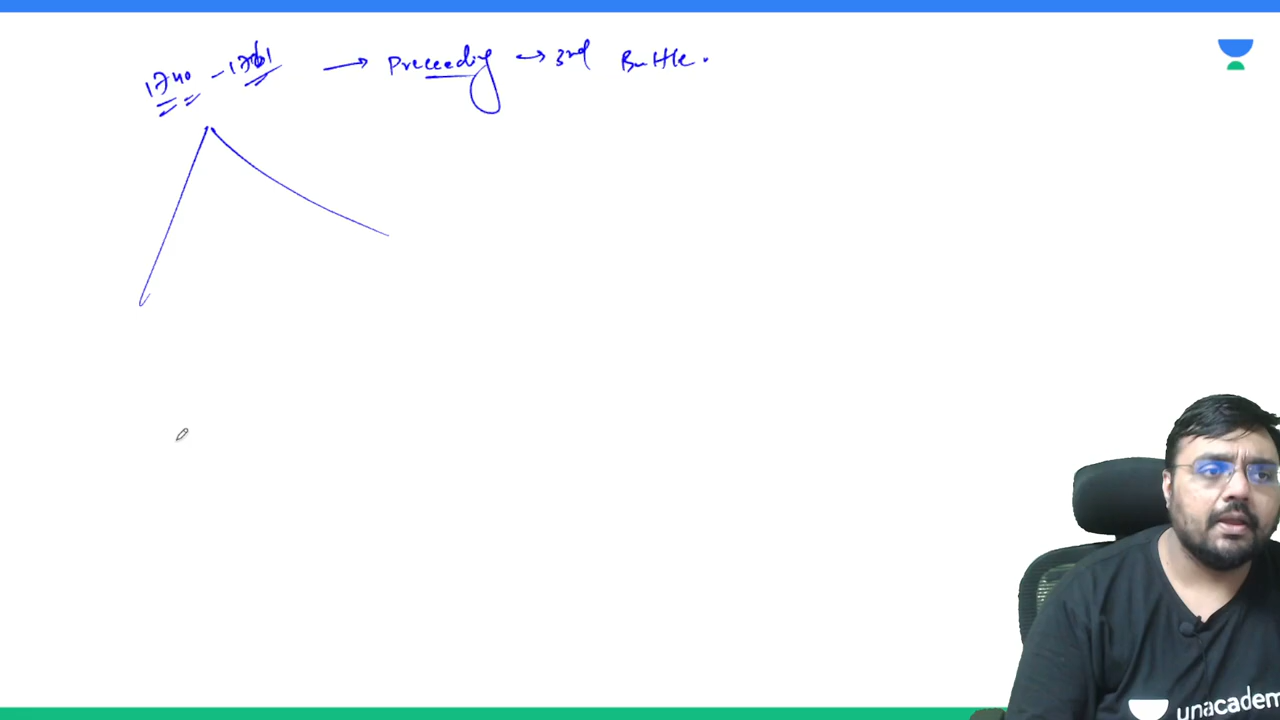 1740 - 1761 → Preceeding → 3rd Battle.
unacadem